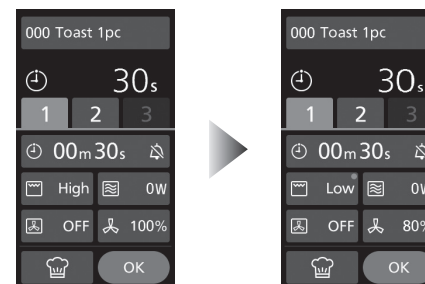 000 Toast 1pc
30s
1 2 3
00m30s
High 0W
OFF 100%
OK
000 Toast 1pc
30s
1 2 3
00m30s
Low 0W
OFF 80%
OK